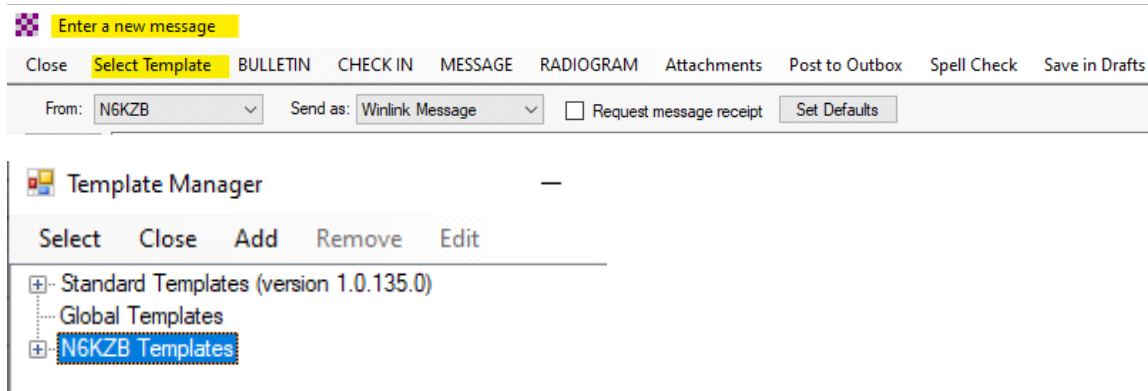 Enter a new message
Close Select Template BULLETIN CHECK IN MESSAGE RADIOGRAM Attachments Post to Outbox Spell Check Save in Drafts
From: N6KZB Send as: Winlink Message Request message receipt Set Defaults
Template Manager
Select Close Add Remove Edit
Standard Templates (version 1.0.135.0)
Global Templates
N6KZB Templates